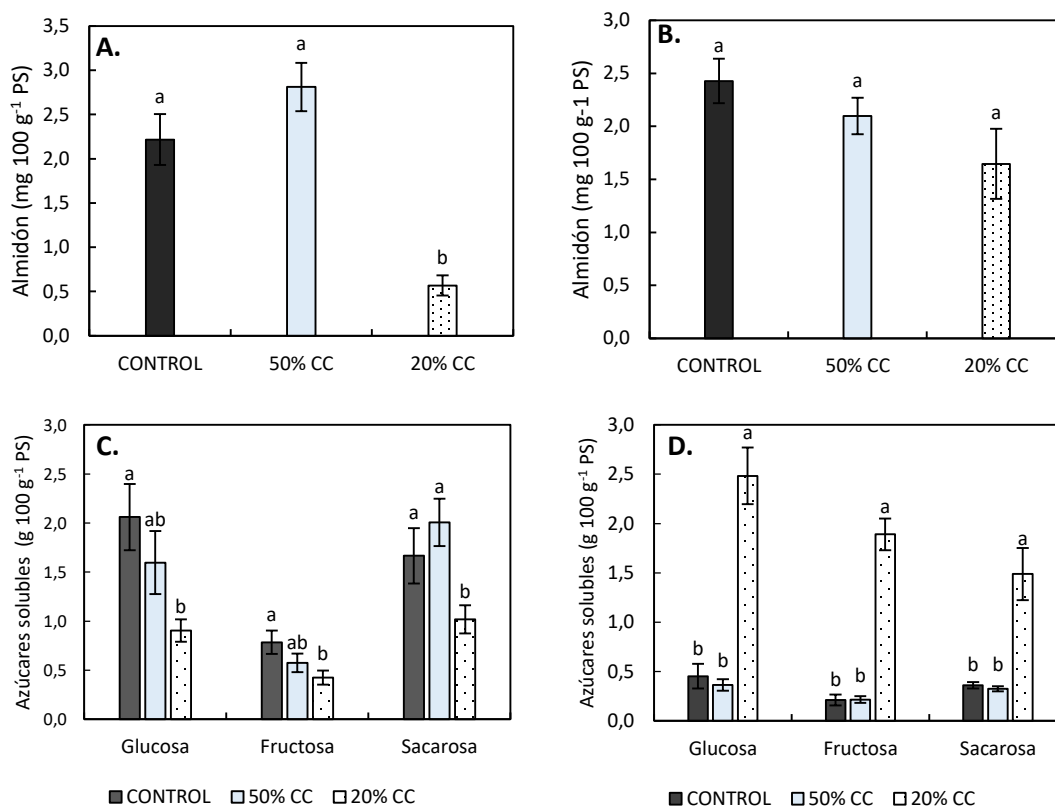 A.
Almidón (mg 100 g⁻¹ PS)
3,5
3,0
2,5
2,0
1,5
1,0
0,5
0,0
a
a
b
CONTROL 50% CC 20% CC
B.
Almidón (mg 100 g-1 PS)
3,0
2,5
2,0
1,5
1,0
0,5
0,0
a
a
a
CONTROL 50% CC 20% CC
C.
Azúcares solubles (g 100 g⁻¹ PS)
3,0
2,5
2,0
1,5
1,0
0,5
0,0
a ab b
a ab b
a a b
Glucosa Fructosa Sacarosa
CONTROL 50% CC 20% CC
D.
Azúcares solubles (g 100 g⁻¹ PS)
3,0
2,5
2,0
1,5
1,0
0,5
0,0
b b a
b b a
b b a
Glucosa Fructosa Sacarosa
CONTROL 50% CC 20% CC